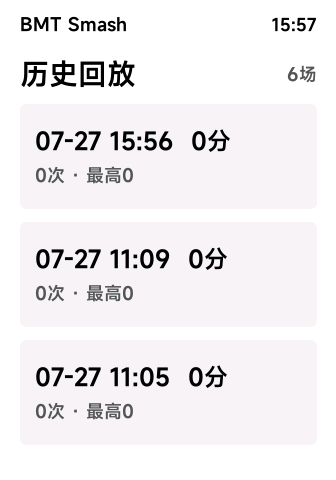 BMT Smash 15:57
历史回放 6场
07-27 15:56 0分
0次 · 最高0
07-27 11:09 0分
0次 · 最高0
07-27 11:05 0分
0次 · 最高0